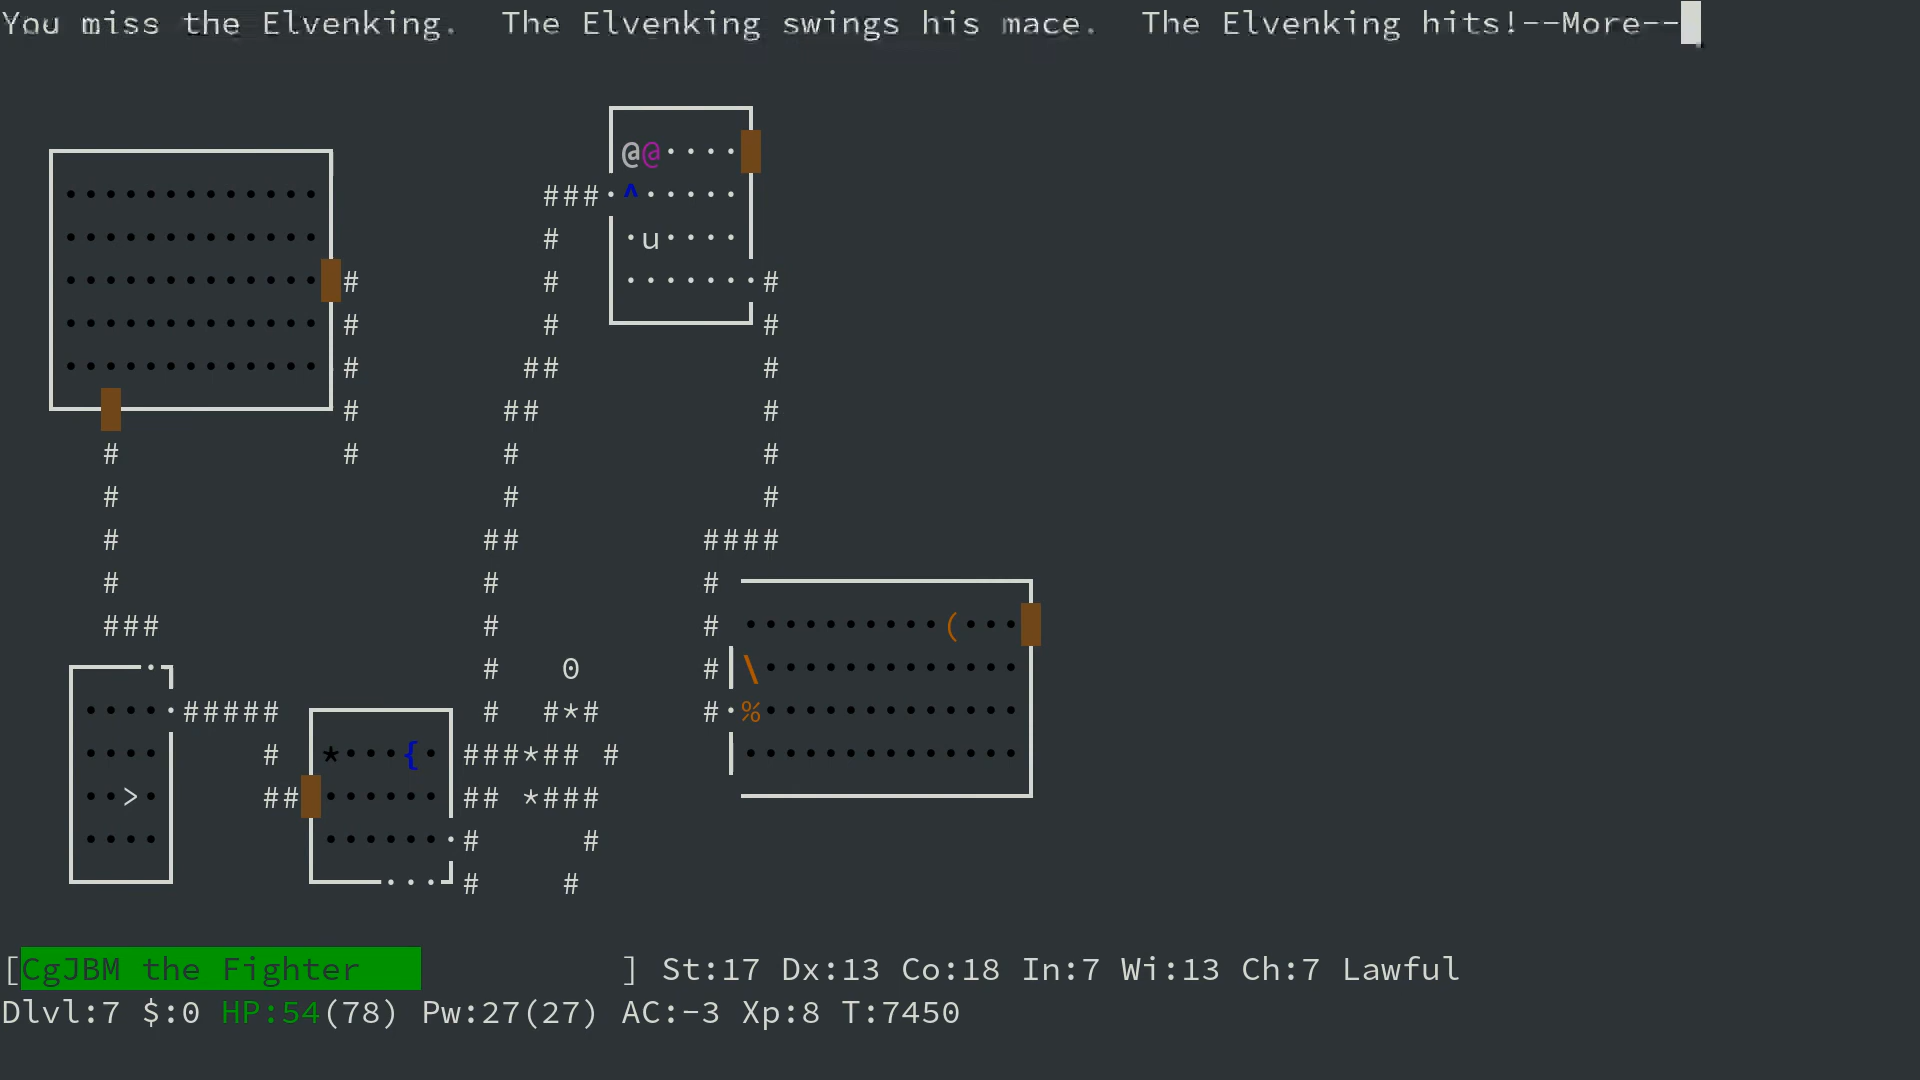 You miss the Elvenking.  The Elvenking swings his mace.  The Elvenking hits!--More--
@@····
###·^·····
# ·u····
# ·······#
# #
## #
## #
# # # #
# # #
# ## ####
# # #
### # # ··········(···
· # 0 #|\·············
·····##### # #*# #·%·············
···· # *···{· ###*## # |··············
··>· ## ······ ## *### 
···· ······· # #
··· # #
[CgJBM the Fighter             ] St:17 Dx:13 Co:18 In:7 Wi:13 Ch:7 Lawful
Dlvl:7 $:0 HP:54(78) Pw:27(27) AC:-3 Xp:8 T:7450